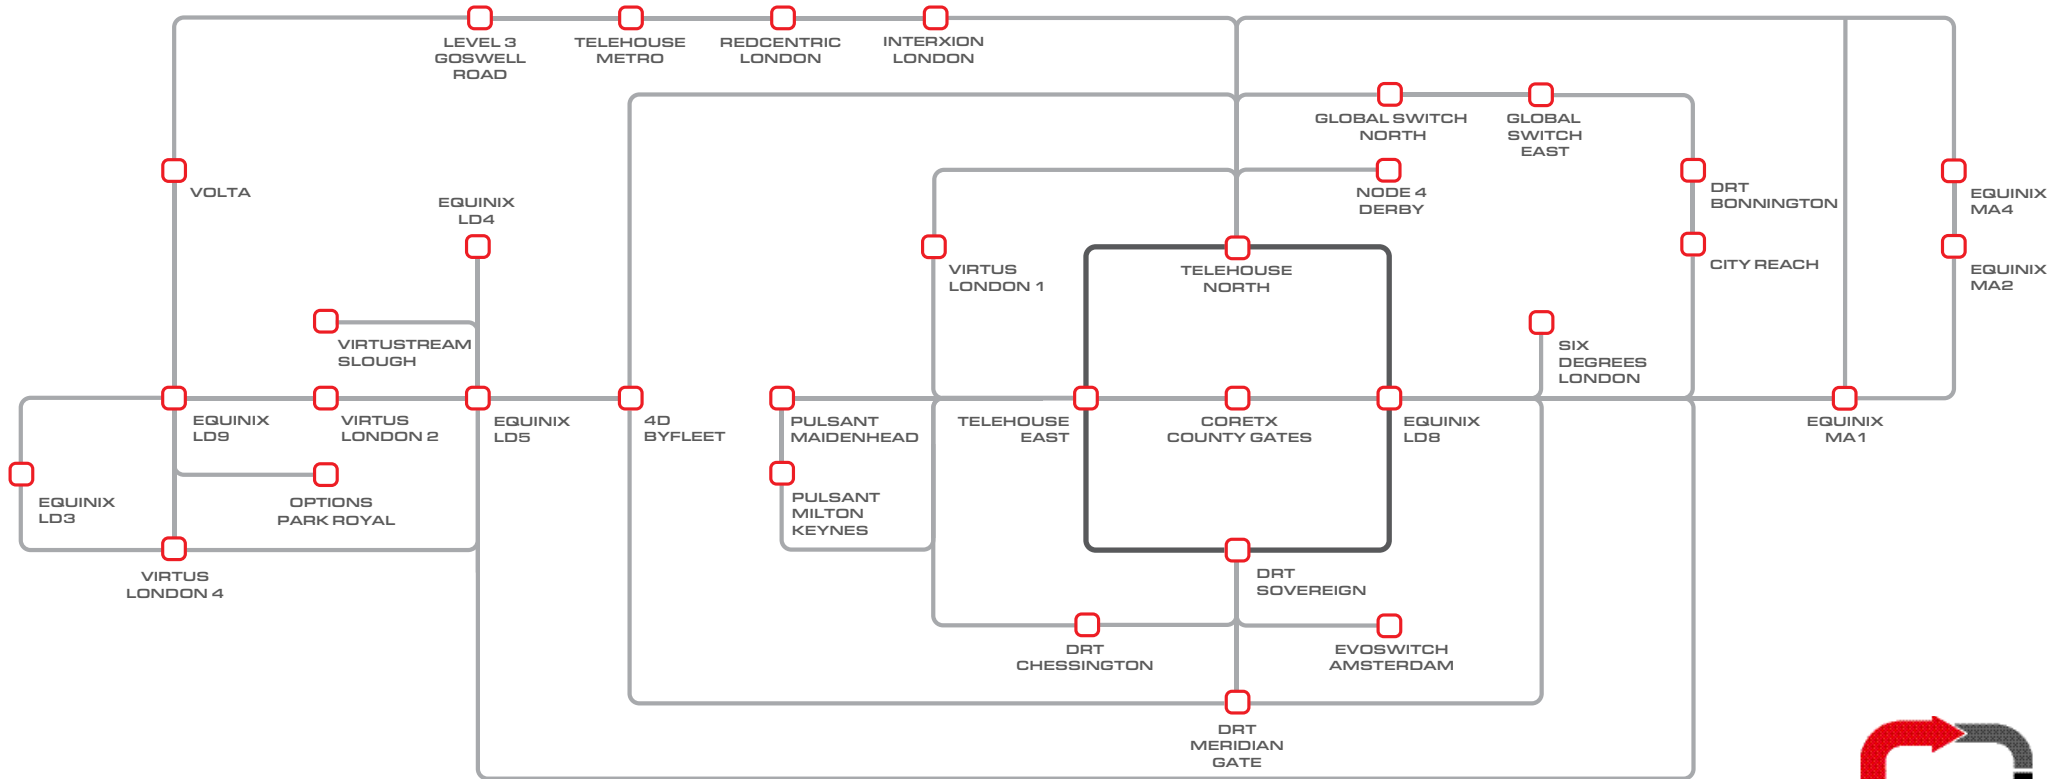 LEVEL 3
GOSWELL
ROAD
TELEHOUSE
METRO
REDCENTRIC
LONDON
INTERXION
LONDON
GLOBAL SWITCH
NORTH
GLOBAL
SWITCH
EAST
VOLTA
EQUINIX
LD4
NODE 4
DERBY
DRT
BONNINGTON
EQUINIX
MA4
VIRTUS
LONDON 1
TELEHOUSE
NORTH
CITY REACH
EQUINIX
MA2
VIRTUSTREAM
SLOUGH
SIX
DEGREES
LONDON
EQUINIX
LD9
VIRTUS
LONDON 2
EQUINIX
LD5
4D
BYFLEET
PULSANT
MAIDENHEAD
TELEHOUSE
EAST
CORETX
COUNTY GATES
EQUINIX
LD8
EQUINIX
MA1
EQUINIX
LD3
OPTIONS
PARK ROYAL
PULSANT
MILTON
KEYNES
VIRTUS
LONDON 4
DRT
SOVEREIGN
DRT
CHESSINGTON
EVOSWITCH
AMSTERDAM
DRT
MERIDIAN
GATE